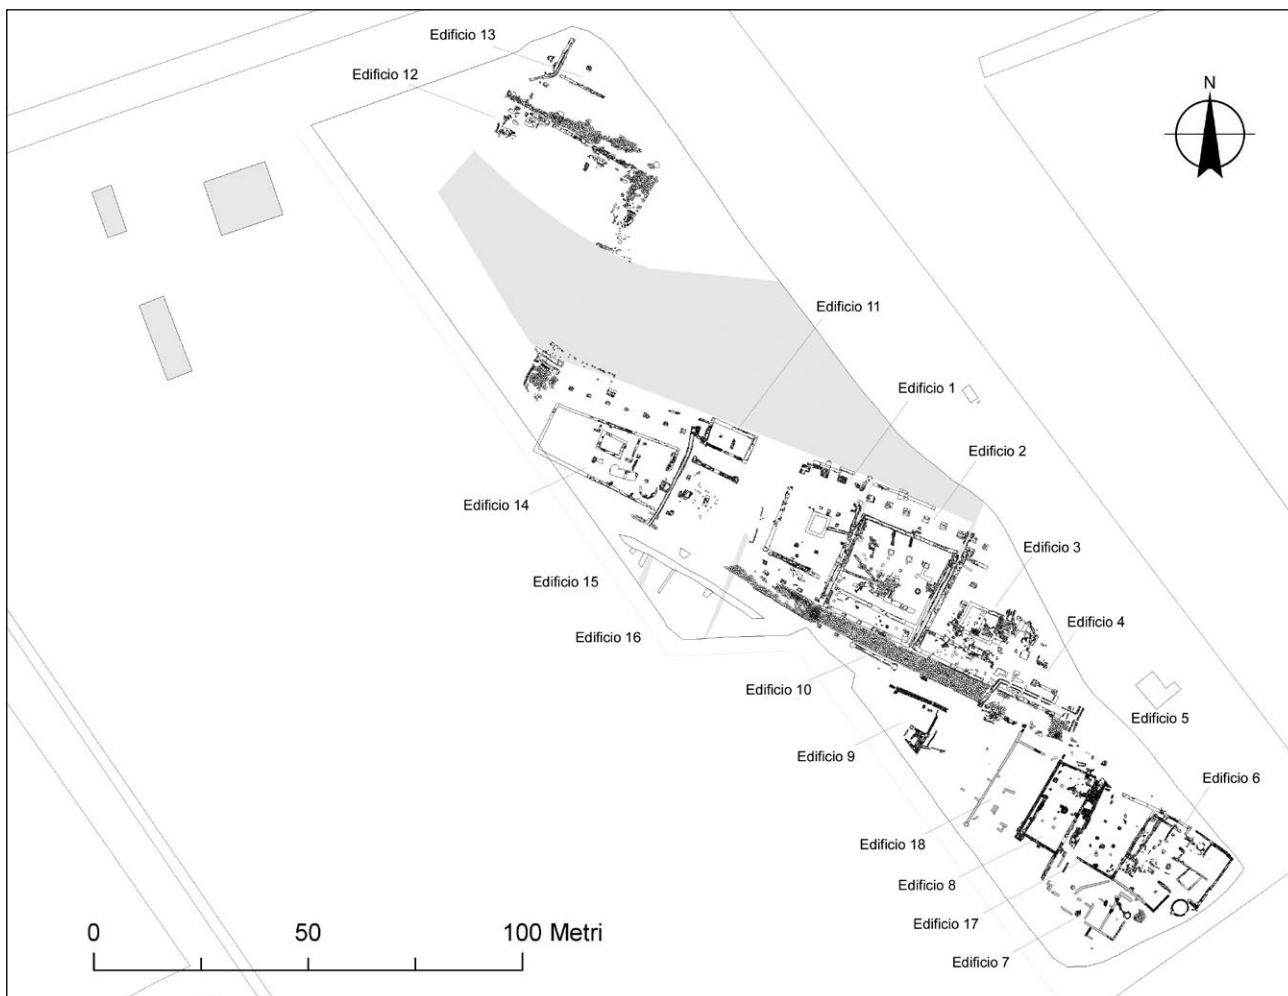 Edificio 13
Edificio 12
N
Edificio 11
Edificio 1
Edificio 2
Edificio 14
Edificio 3
Edificio 15
Edificio 4
Edificio 16
Edificio 10
Edificio 5
Edificio 9
Edificio 6
Edificio 18
Edificio 8
Edificio 17
0 50 100 Metri
Edificio 7